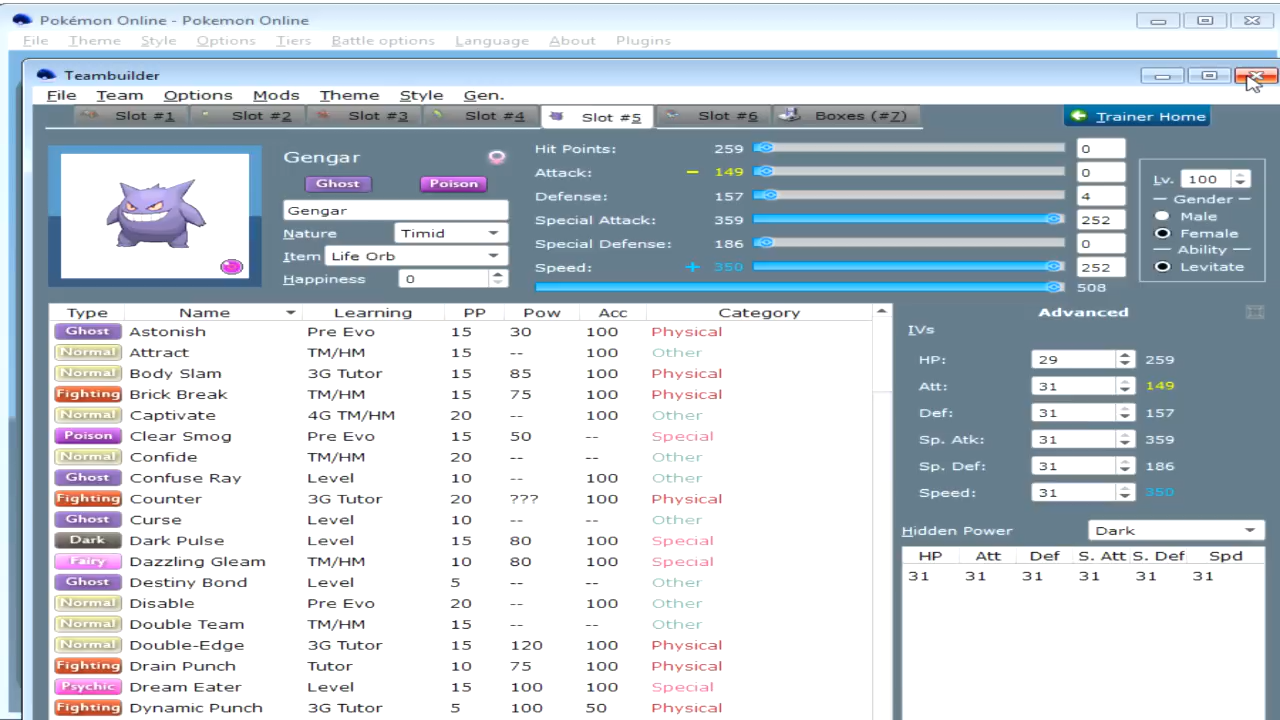 Pokémon Online - Pokemon Online
File Theme Style Options Tiers Battle options Language About Plugins
Teambuilder
File Team Options Mods Theme Style Gen.
Slot #1 Slot #2 Slot #3 Slot #4 Slot #5 Slot #6 Boxes (#7) Trainer Home
Gengar
Ghost Poison
Gengar
Nature Timid
Item Life Orb
Happiness 0
Hit Points: 259 0
Attack: − 149 0
Defense: 157 4
Special Attack: 359 252
Special Defense: 186 0
Speed: + 350 252
508
Lv. 100
Gender
Male
Female
Ability
Levitate
Type Name Learning PP Pow Acc Category
Ghost Astonish Pre Evo 15 30 100 Physical
Normal Attract TM/HM 15 -- 100 Other
Normal Body Slam 3G Tutor 15 85 100 Physical
Fighting Brick Break TM/HM 15 75 100 Physical
Normal Captivate 4G TM/HM 20 -- 100 Other
Poison Clear Smog Pre Evo 15 50 -- Special
Normal Confide TM/HM 20 -- -- Other
Ghost Confuse Ray Level 10 -- 100 Other
Fighting Counter 3G Tutor 20 ??? 100 Physical
Ghost Curse Level 10 -- -- Other
Dark Dark Pulse Level 15 80 100 Special
Fairy Dazzling Gleam TM/HM 10 80 100 Special
Ghost Destiny Bond Level 5 -- -- Other
Normal Disable Pre Evo 20 -- 100 Other
Normal Double Team TM/HM 15 -- -- Other
Normal Double-Edge 3G Tutor 15 120 100 Physical
Fighting Drain Punch Tutor 10 75 100 Physical
Psychic Dream Eater Level 15 100 100 Special
Fighting Dynamic Punch 3G Tutor 5 100 50 Physical
Advanced
IVs
HP: 29 259
Att: 31 149
Def: 31 157
Sp. Atk: 31 359
Sp. Def: 31 186
Speed: 31 350
Hidden Power Dark
HP Att Def S. Att S. Def Spd
31 31 31 31 31 31